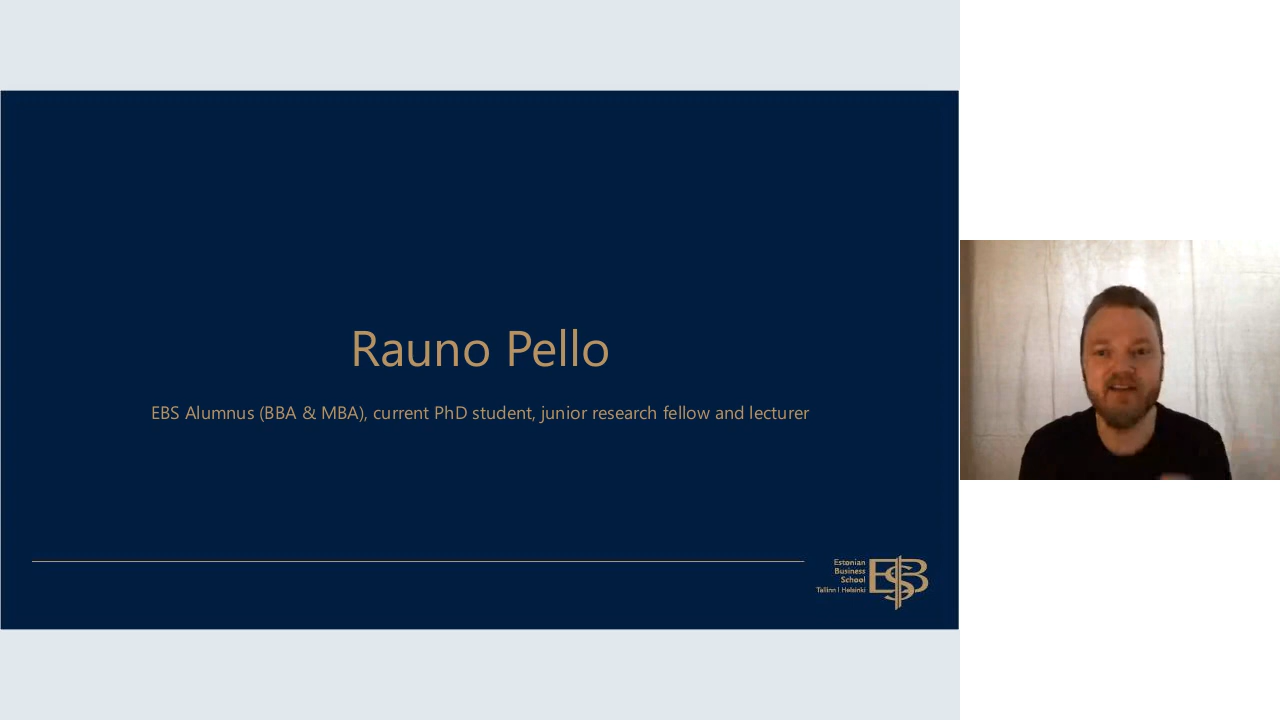 Rauno Pello
EBS Alumnus (BBA & MBA), current PhD student, junior research fellow and lecturer
Estonian
Business
School
Tallinn I Helsinki
EBS